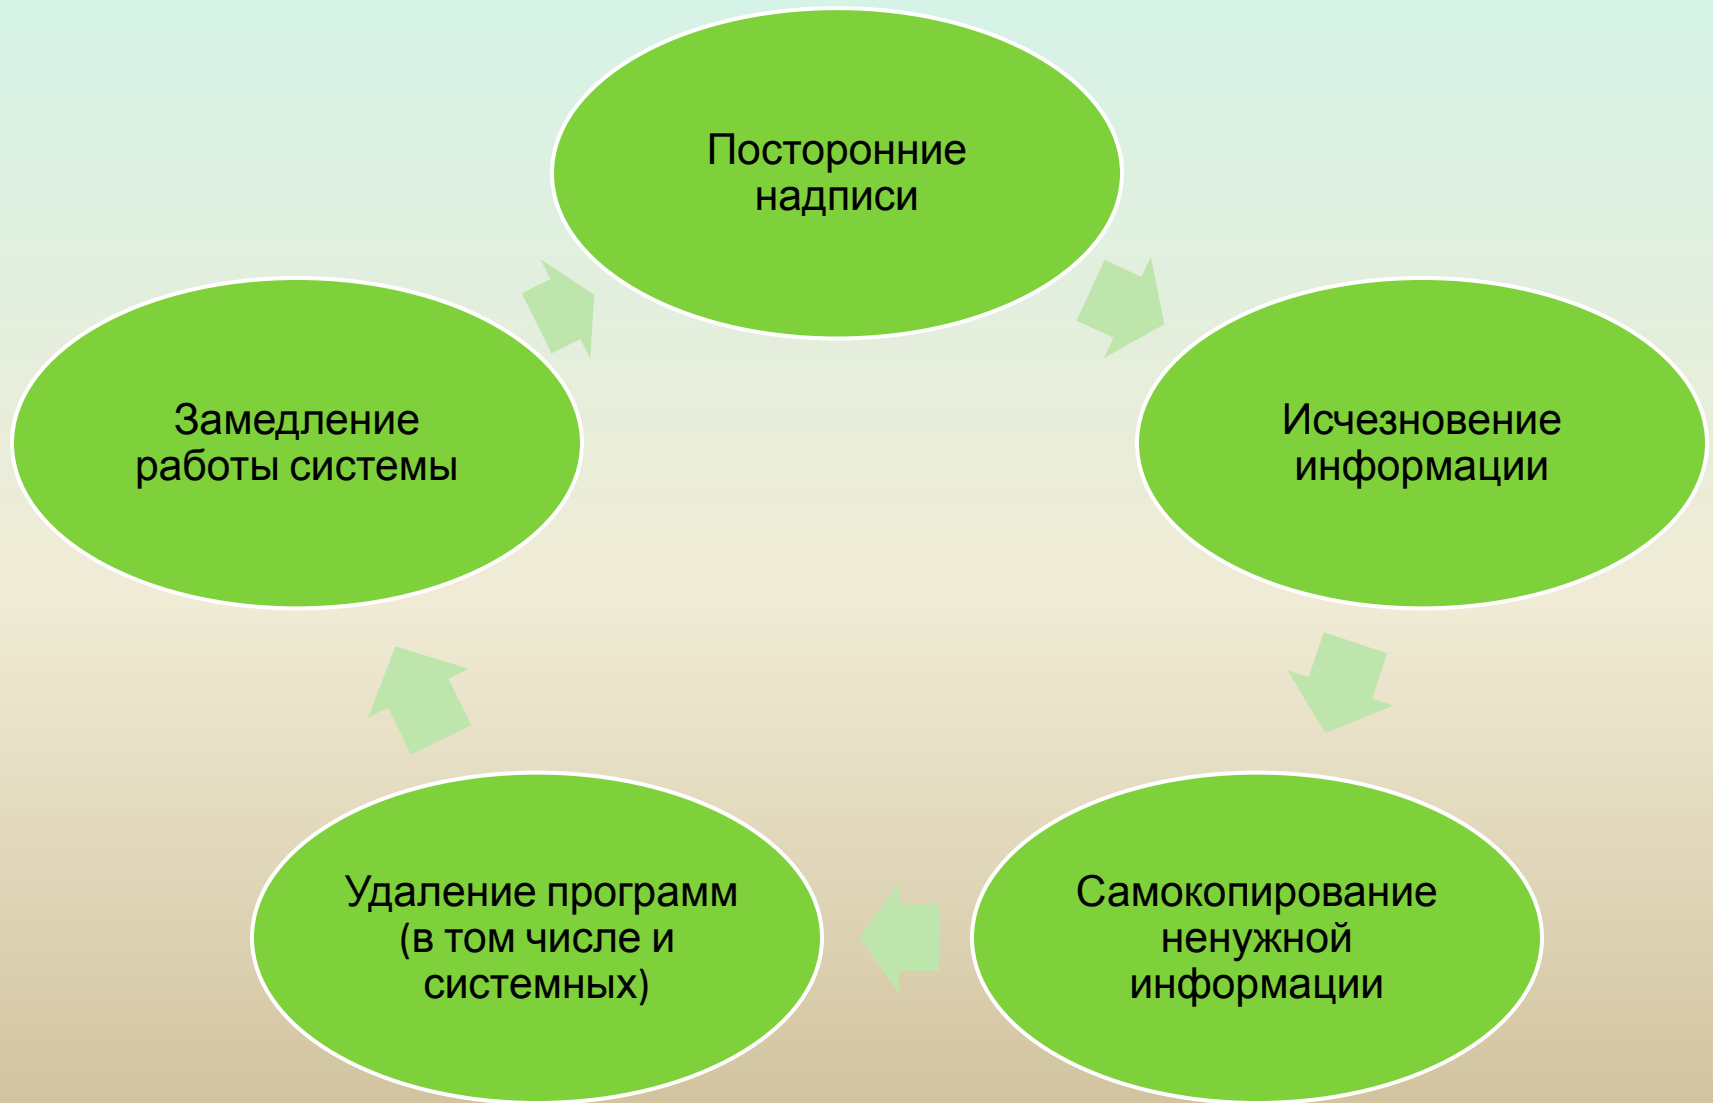 Посторонние
надписи
Исчезновение
информации
Самокопирование
ненужной
информации
Удаление программ
(в том числе и
системных)
Замедление
работы системы